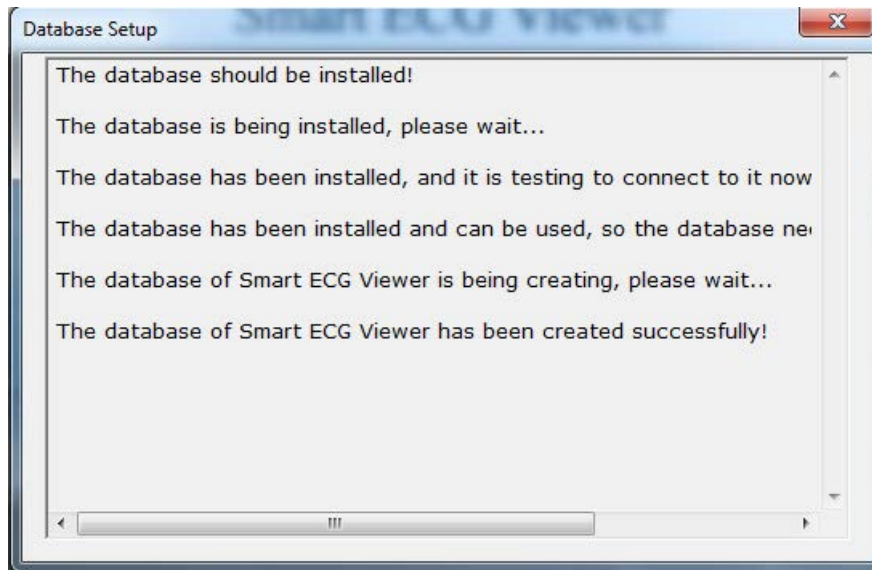 Smart ECG Viewer
Database Setup
The database should be installed!
The database is being installed, please wait...
The database has been installed, and it is testing to connect to it now
The database has been installed and can be used, so the database
The database of Smart ECG Viewer is being creating, please wait...
The database of Smart ECG Viewer has been created successfully!